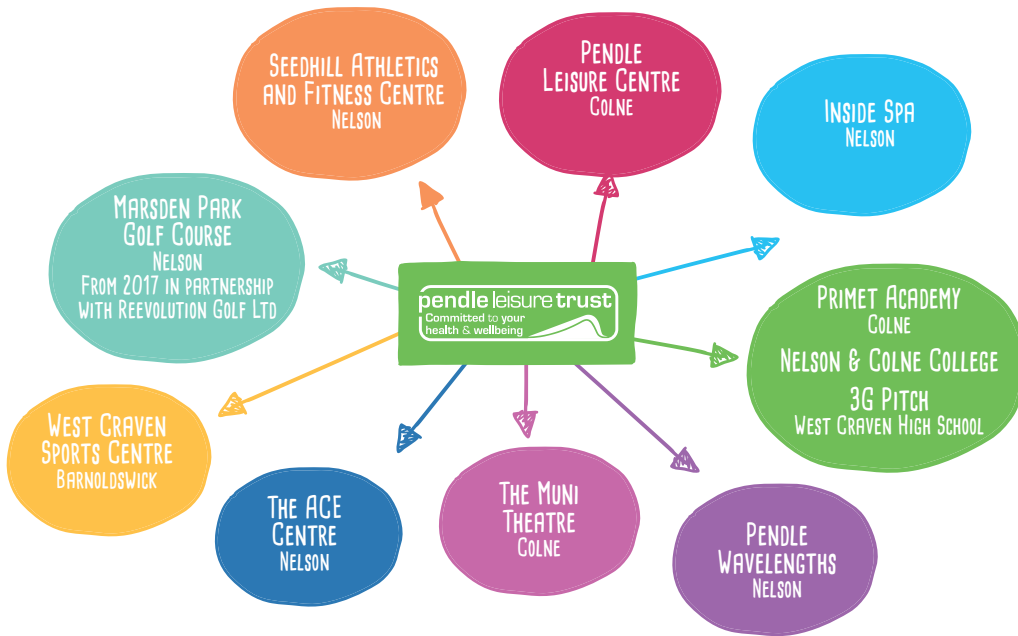 Seedhill Athletics
and Fitness Centre
Nelson
Pendle
Leisure Centre
Colne
Inside Spa
Nelson
Marsden Park
Golf Course
Nelson
From 2017 in partnership
with Reevolution Golf Ltd
pendle leisure trust
Committed to your
health & wellbeing
Primet Academy
Colne
Nelson & Colne College
3G Pitch
West Craven High School
West Craven
Sports Centre
Barnoldswick
The ACE
Centre
Nelson
The Muni
Theatre
Colne
Pendle
Wavelengths
Nelson